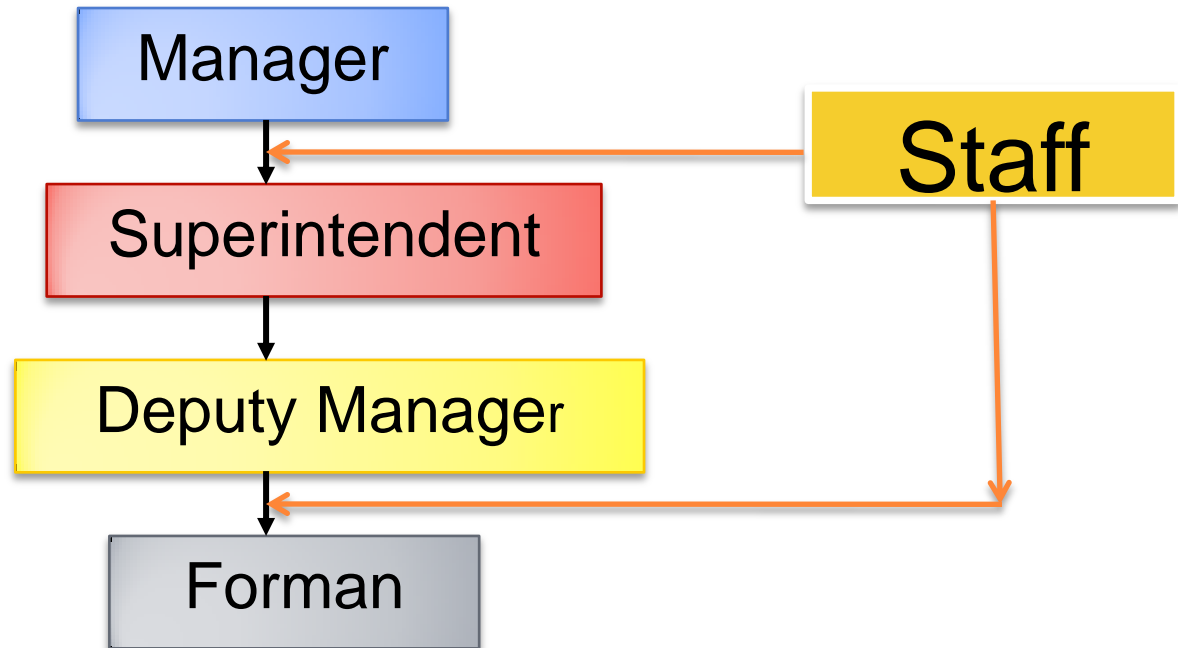 Manager
Staff
Superintendent
Deputy Manager
Forman